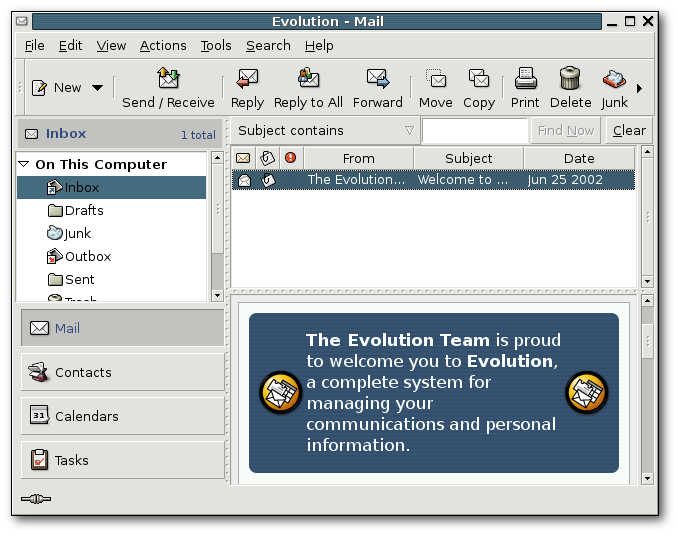 Evolution - Mail
File Edit View Actions Tools Search Help
New Send / Receive Reply Reply to All Forward Move Copy Print Delete Junk
Inbox 1 total
Subject contains Find Now Clear
On This Computer
Inbox
Drafts
Junk
Outbox
Sent
Trash
From Subject Date
The Evolution... Welcome to ... Jun 25 2002
Mail
Contacts
31 Calendars
Tasks
The Evolution Team is proud
to welcome you to Evolution,
a complete system for
managing your
communications and personal
information.